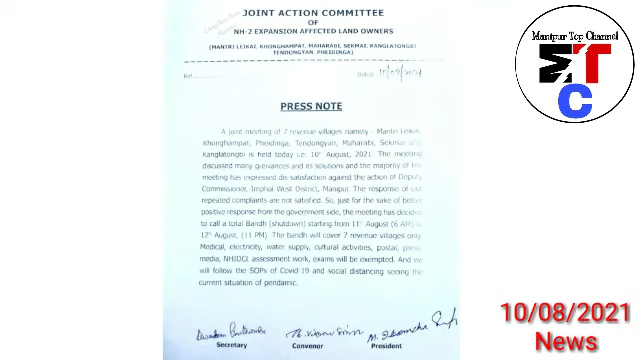 JOINT ACTION COMMITTEE
OF
NH-2 EXPANSION AFFECTED LAND OWNERS
(MANTRI LEIKAI, KHONGHAMPAT, MAHARABI, SEKMAI, KANGLATONGBI
TENDONGYAN, PHEIDINGA)
Ref
Dated 10/08/2021
PRESS NOTE
A joint meeting of 7 revenue villages namely - Mantri Leikai,
Khonghampat, Pheidinga, Tendongyan, Maharabi, Sekmai and
Kanglatongbi is held today i.e. 10th August, 2021. The meeting
discussed many grievances and its solutions and the majority of the
meeting has expressed dis-satisfaction against the action of Deputy
Commissioner, Imphal West District, Manipur. The response of our
repeated complaints are not satisfied. So, just for the sake of better
positive response from the government side, the meeting has decided
to call a total Bandh (shutdown) starting from 11th August (6 AM) to
12th August, (11 PM). The bandh will cover 7 revenue villages only
Medical, electricity, water supply, cultural activities, postal, press,
media, NHIDCL assessment work, exams will be exempted. And we
will follow the SOPs of Covid-19 and social distancing seeing the
current situation of pendamic.
Secretary
Convenor
President
Manipur Top Channel
MT
C
10/08/2021
News